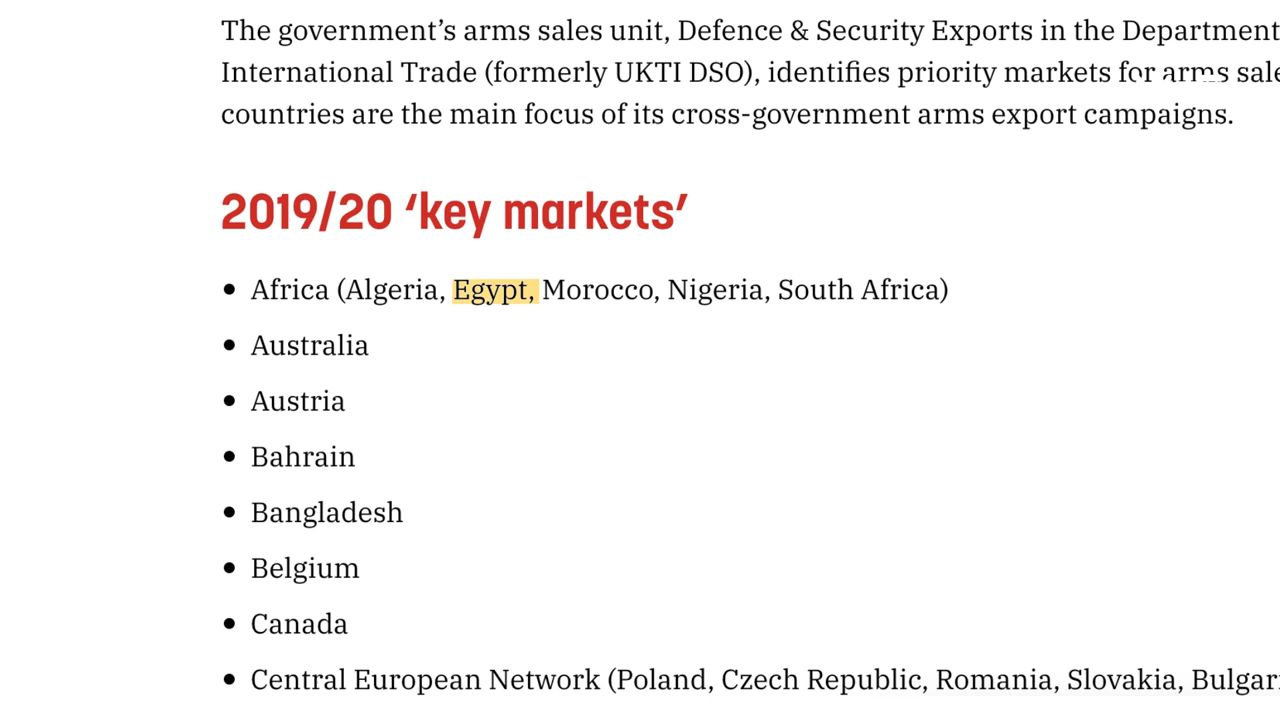 The government’s arms sales unit, Defence & Security Exports in the Department
International Trade (formerly UKTI DSO), identifies priority markets for arms
countries are the main focus of its cross-government arms export campaigns.
2019/20 ‘key markets’
• Africa (Algeria, Egypt, Morocco, Nigeria, South Africa)
• Australia
• Austria
• Bahrain
• Bangladesh
• Belgium
• Canada
• Central European Network (Poland, Czech Republic, Romania, Slovakia,